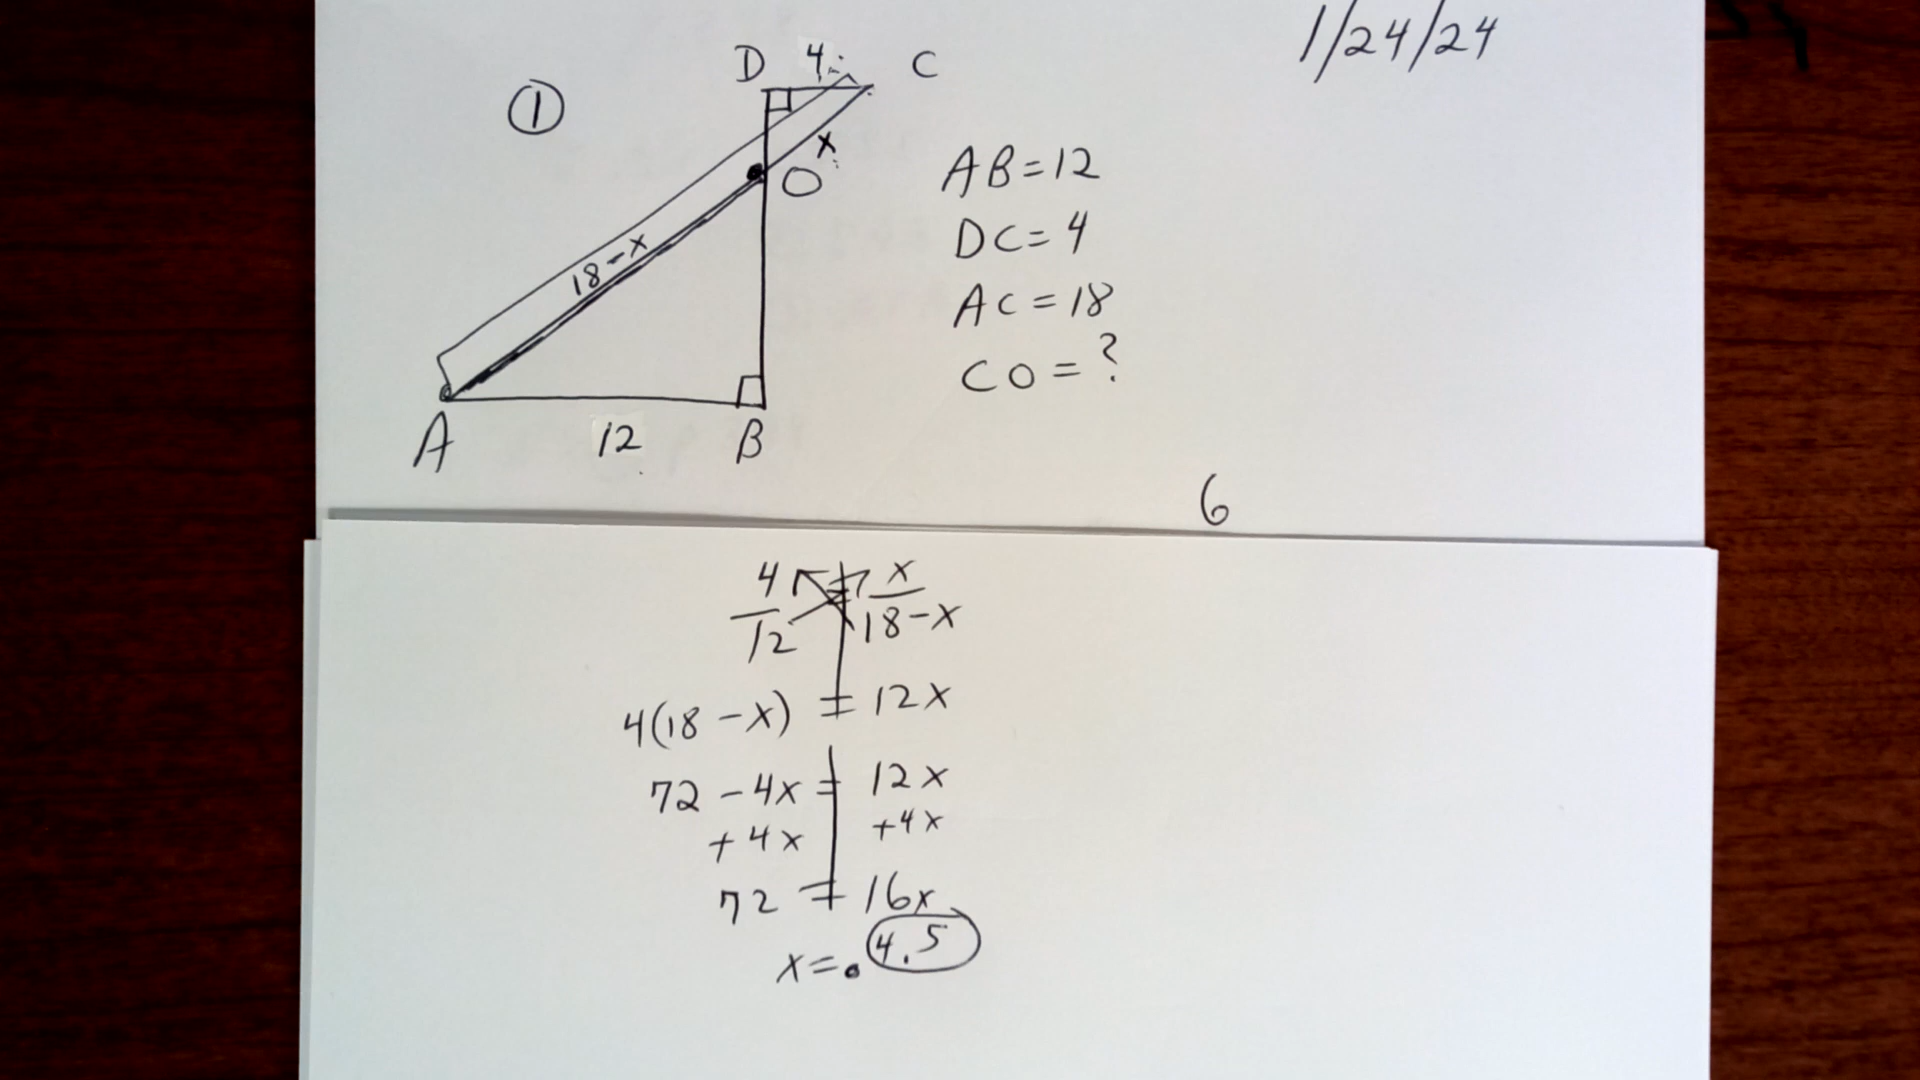 1/24/24
①
D 4 C
x
O
18-x
A 12 B
AB=12
DC=4
AC=18
CO=?
6
4/12 = x/18-x
4(18-x) = 12x
72-4x = 12x
+4x +4x
72 = 16x
x=4.5